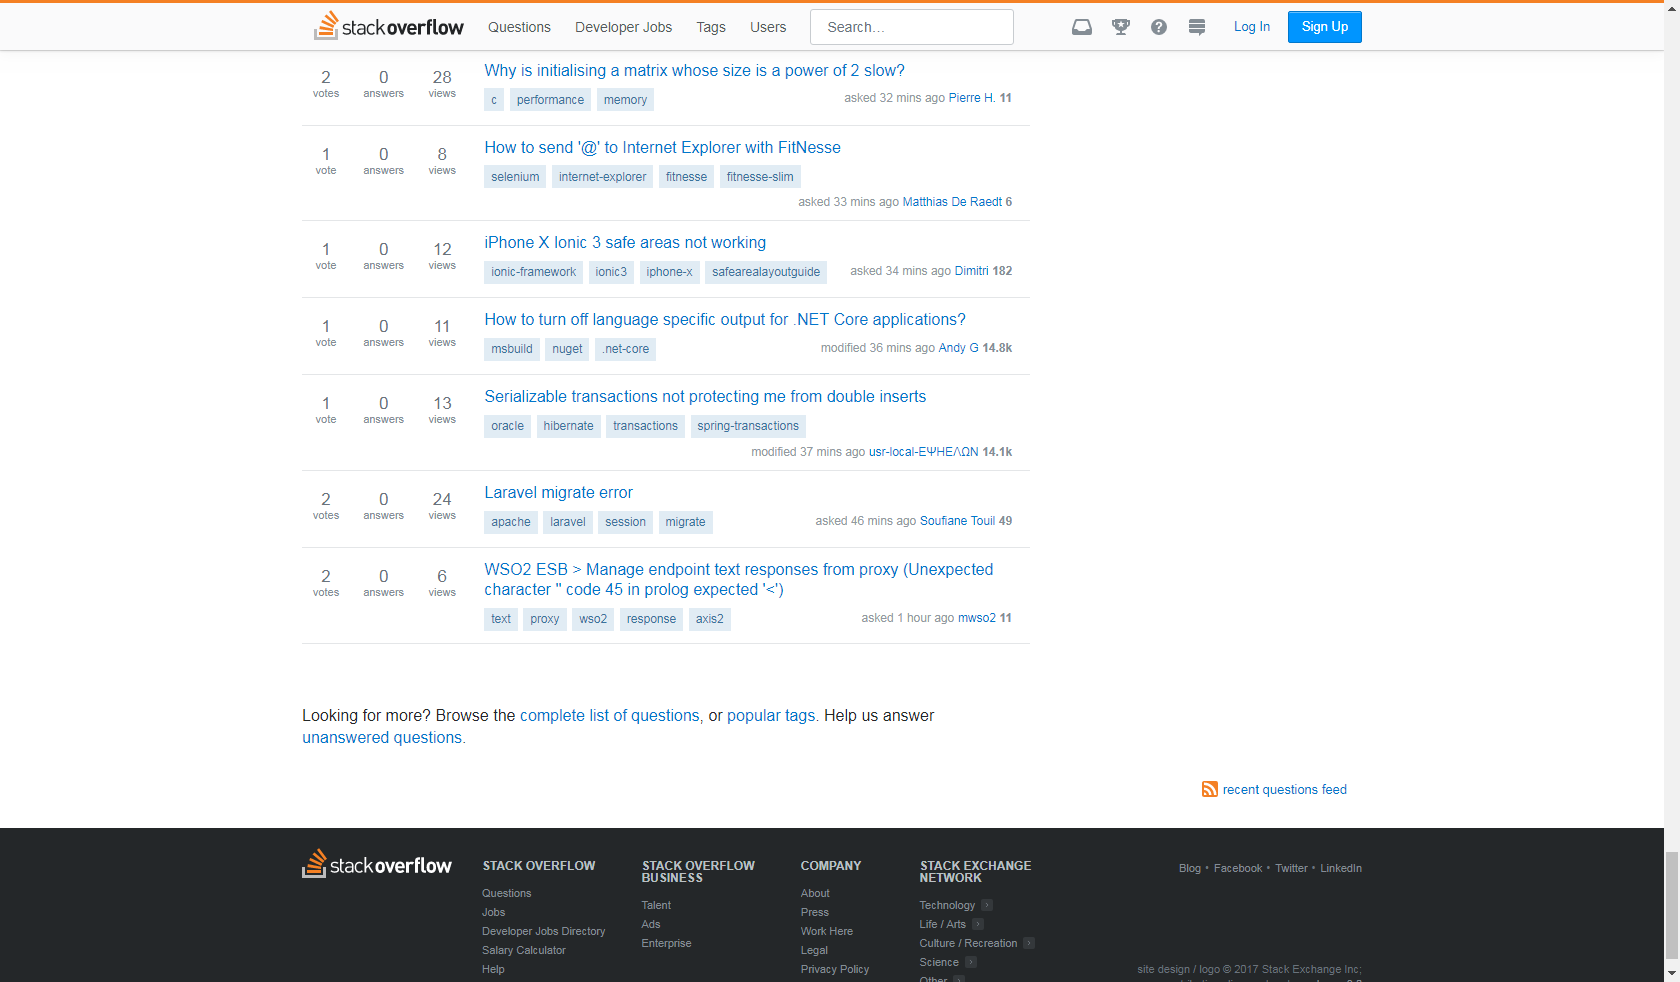 stackoverflow Questions Developer Jobs Tags Users Search... Log In Sign Up
2 votes 0 answers 28 views
Why is initialising a matrix whose size is a power of 2 slow?
c performance memory
asked 32 mins ago Pierre H. 11
1 vote 0 answers 8 views
How to send '@' to Internet Explorer with FitNesse
selenium internet-explorer fitnesse fitnesse-slim
asked 33 mins ago Matthias De Raedt 6
1 vote 0 answers 12 views
iPhone X Ionic 3 safe areas not working
ionic-framework ionic3 iphone-x safearealayoutguide
asked 34 mins ago Dimitri 182
1 vote 0 answers 11 views
How to turn off language specific output for .NET Core applications?
msbuild nuget .net-core
modified 36 mins ago Andy G 14.8k
1 vote 0 answers 13 views
Serializable transactions not protecting me from double inserts
oracle hibernate transactions spring-transactions
modified 37 mins ago usr-local-ΕΨΗΕΛΩΝ 14.1k
2 votes 0 answers 24 views
Laravel migrate error
apache laravel session migrate
asked 46 mins ago Soufiane Touil 49
2 votes 0 answers 6 views
WSO2 ESB > Manage endpoint text responses from proxy (Unexpected
character '' code 45 in prolog expected '<')
text proxy wso2 response axis2
asked 1 hour ago mwso2 11
Looking for more? Browse the complete list of questions, or popular tags. Help us answer
unanswered questions.
recent questions feed
stackoverflow
STACK OVERFLOW
Questions
Jobs
Developer Jobs Directory
Salary Calculator
Help
STACK OVERFLOW
BUSINESS
Talent
Ads
Enterprise
COMPANY
About
Press
Work Here
Legal
Privacy Policy
STACK EXCHANGE
NETWORK
Technology
Life / Arts
Culture / Recreation
Science
Other
Blog • Facebook • Twitter • LinkedIn
site design / logo © 2017 Stack Exchange Inc;